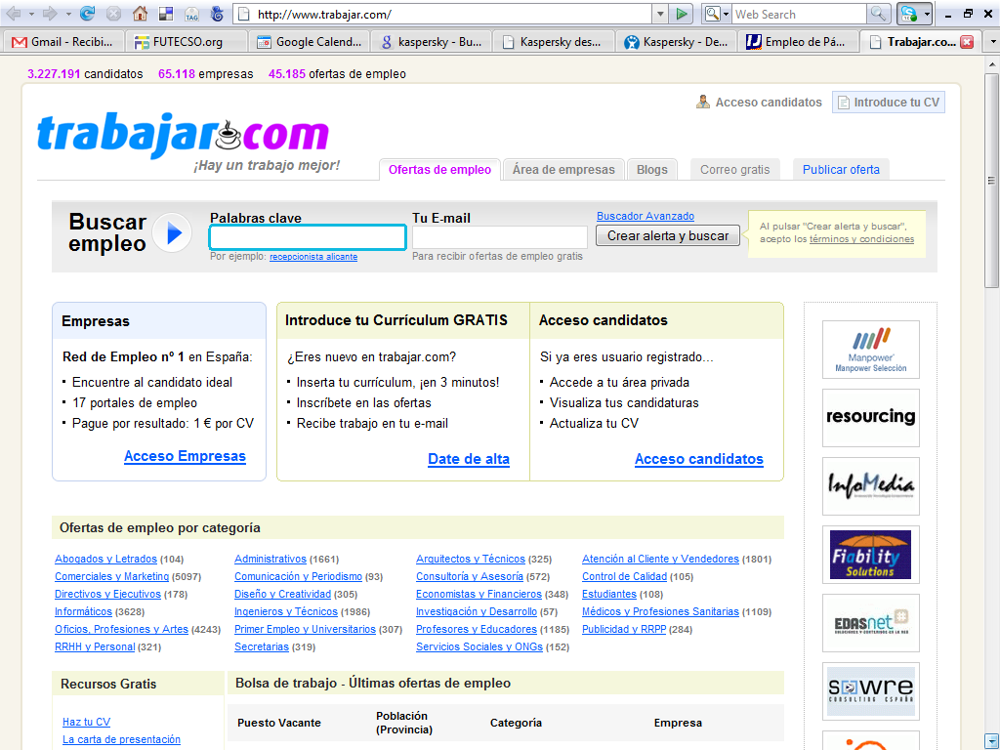 http://www.trabajar.com/
Web Search
Gmail - Recibi...
FUTECSO.org
Google Calend...
kaspersky - Bu...
Kaspersky des...
Kaspersky - De...
Empleo de Pá...
Trabajar.co...
3.227.191 candidatos 65.118 empresas 45.185 ofertas de empleo
Acceso candidatos
Introduce tu CV
trabajar.com
¡Hay un trabajo mejor!
Ofertas de empleo
Área de empresas
Blogs
Correo gratis
Publicar oferta
Buscar
empleo
Palabras clave
Por ejemplo: recepcionista alicante
Tu E-mail
Para recibir ofertas de empleo gratis
Buscador Avanzado
Crear alerta y buscar
Al pulsar "Crear alerta y buscar",
acepto los términos y condiciones
Empresas
Red de Empleo nº 1 en España:
Encuentre al candidato ideal
17 portales de empleo
Pague por resultado: 1 € por CV
Acceso Empresas
Introduce tu Currículum GRATIS
¿Eres nuevo en trabajar.com?
Inserta tu currículum, ¡en 3 minutos!
Inscríbete en las ofertas
Recibe trabajo en tu e-mail
Date de alta
Acceso candidatos
Si ya eres usuario registrado...
Accede a tu área privada
Visualiza tus candidaturas
Actualiza tu CV
Acceso candidatos
Manpower
Manpower Selección
resourcing
InfoMedia
Fiability
Solutions
EDASnet
SOLUCIONES Y CONTENIDOS EN LA RED
sowre
CONSULTING ESPAÑA
Ofertas de empleo por categoría
Abogados y Letrados (104)
Administrativos (1661)
Arquitectos y Técnicos (325)
Atención al Cliente y Vendedores (1801)
Comerciales y Marketing (5097)
Comunicación y Periodismo (93)
Consultoría y Asesoría (572)
Control de Calidad (105)
Directivos y Ejecutivos (178)
Diseño y Creatividad (305)
Economistas y Financieros (348)
Estudiantes (108)
Informáticos (3628)
Ingenieros y Técnicos (1986)
Investigación y Desarrollo (57)
Médicos y Profesiones Sanitarias (1109)
Oficios, Profesiones y Artes (4243)
Primer Empleo y Universitarios (307)
Profesores y Educadores (1185)
Publicidad y RRPP (284)
RRHH y Personal (321)
Secretarias (319)
Servicios Sociales y ONGs (152)
Recursos Gratis
Haz tu CV
La carta de presentación
Bolsa de trabajo - Últimas ofertas de empleo
Puesto Vacante
Población
(Provincia)
Categoría
Empresa